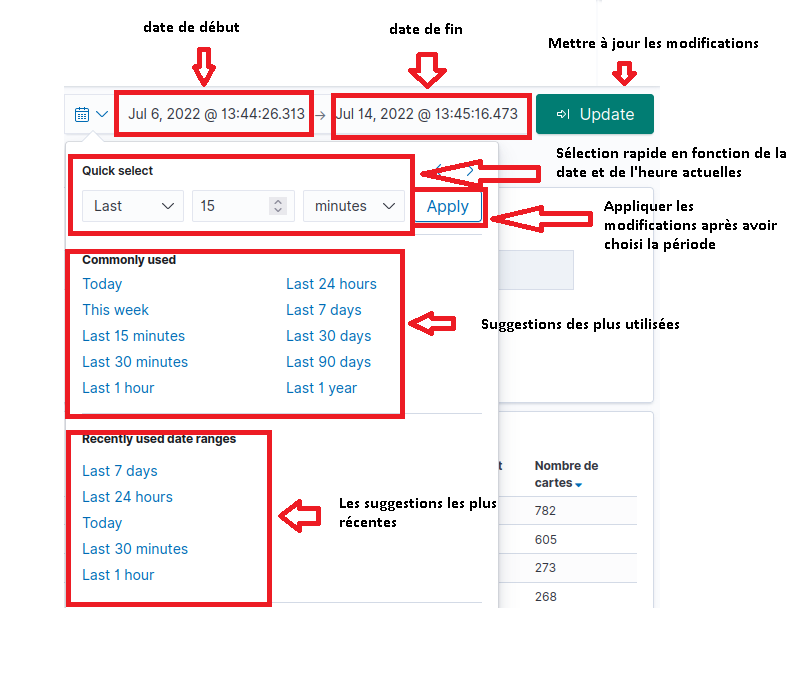 date de début
date de fin
Mettre à jour les modifications
Jul 6, 2022 @ 13:44:26.313 → Jul 14, 2022 @ 13:45:16.473
Update
Quick select
Sélection rapide en fonction de la
date et de l'heure actuelles
Last 15 minutes Apply
Appliquer les
modifications après avoir
choisi la période
Commonly used
Today Last 24 hours
This week Last 7 days
Last 15 minutes Last 30 days
Last 30 minutes Last 90 days
Last 1 hour Last 1 year
Suggestions des plus utilisées
Recently used date ranges
Last 7 days
Last 24 hours
Today
Last 30 minutes
Last 1 hour
Les suggestions les plus
récentes
t Nombre de
cartes
782
605
273
268